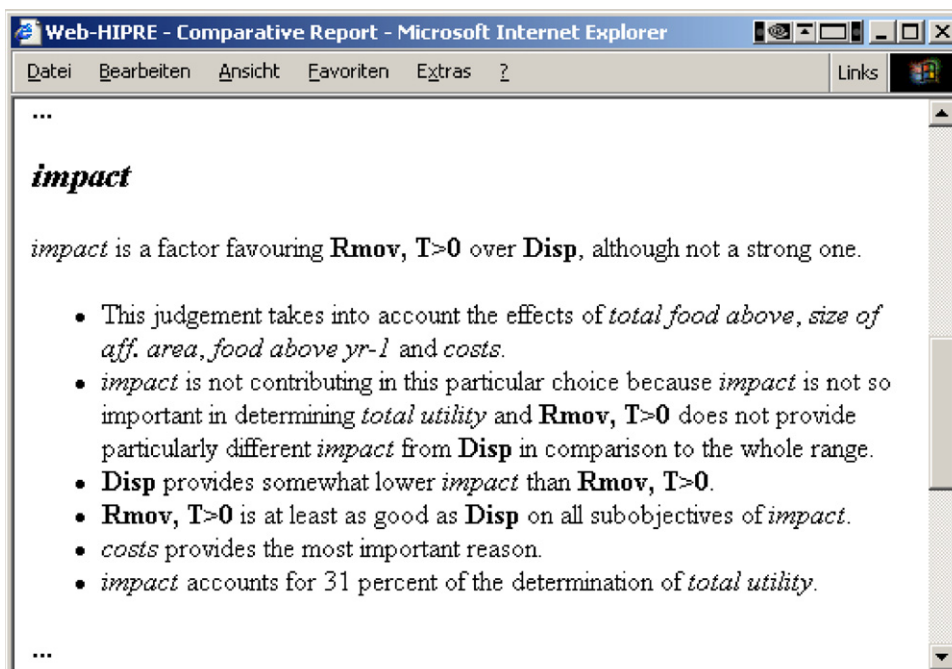 Web-HIPRE - Comparative Report - Microsoft Internet Explorer
Datei Bearbeiten Ansicht Favoriten Extras ? Links
...
impact
impact is a factor favouring Rmov, T>0 over Disp, although not a strong one.
• This judgement takes into account the effects of total food above, size of
aff. area, food above yr-1 and costs.
• impact is not contributing in this particular choice because impact is not so
important in determining total utility and Rmov, T>0 does not provide
particularly different impact from Disp in comparison to the whole range.
• Disp provides somewhat lower impact than Rmov, T>0.
• Rmov, T>0 is at least as good as Disp on all subobjectives of impact.
• costs provides the most important reason.
• impact accounts for 31 percent of the determination of total utility.
...